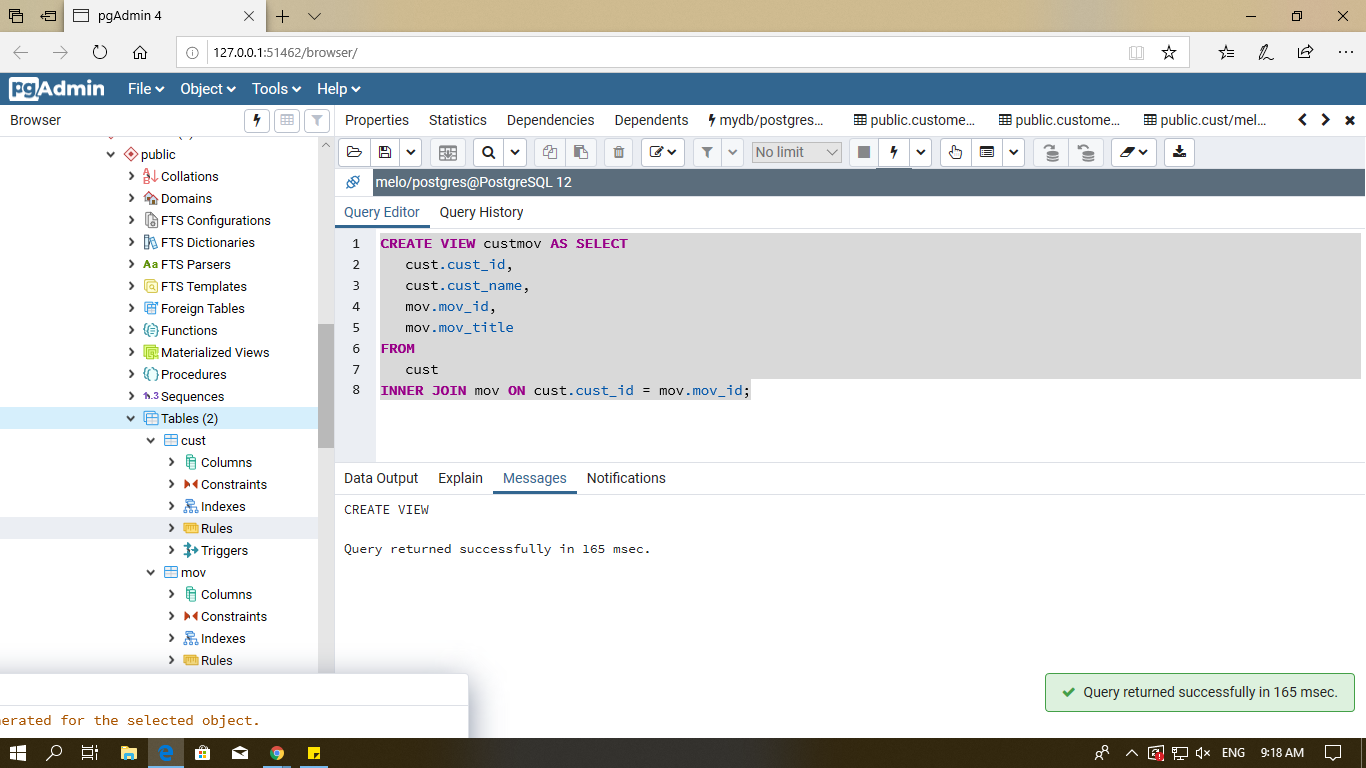 pgAdmin 4
127.0.0.1:51462/browser/
pgAdmin File Object Tools Help
Browser
Properties Statistics Dependencies Dependents mydb/postgres... public.custome... public.custome... public.cust/mel...
No limit
melo/postgres@PostgreSQL 12
Query Editor Query History
public
Collations
Domains
FTS Configurations
FTS Dictionaries
Aa FTS Parsers
FTS Templates
Foreign Tables
Functions
Materialized Views
Procedures
1..3 Sequences
Tables (2)
cust
Columns
Constraints
Indexes
Rules
Triggers
mov
Columns
Constraints
Indexes
Rules
1 CREATE VIEW custmov AS SELECT
2 cust.cust_id,
3 cust.cust_name,
4 mov.mov_id,
5 mov.mov_title
6 FROM
7 cust
8 INNER JOIN mov ON cust.cust_id = mov.mov_id;
Data Output Explain Messages Notifications
CREATE VIEW
Query returned successfully in 165 msec.
Query returned successfully in 165 msec.
nerated for the selected object.
ENG 9:18 AM